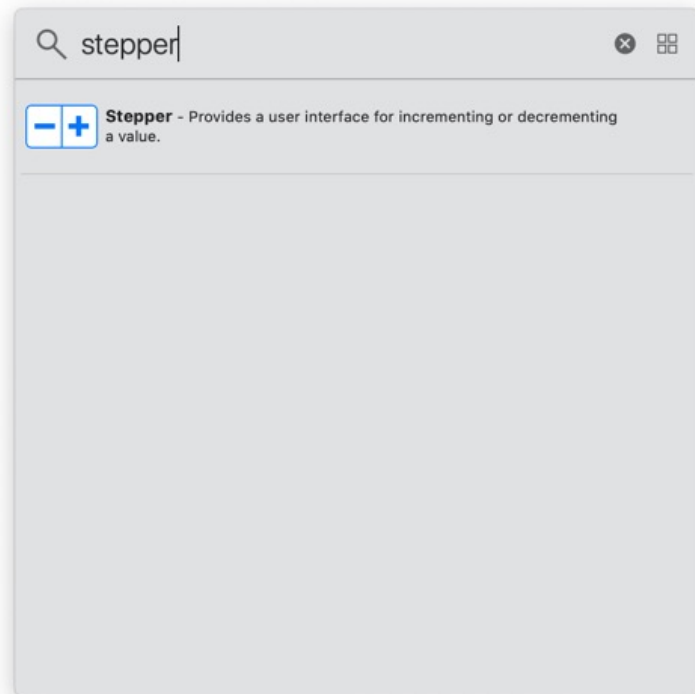 stepper
Stepper - Provides a user interface for incrementing or decrementing
a value.